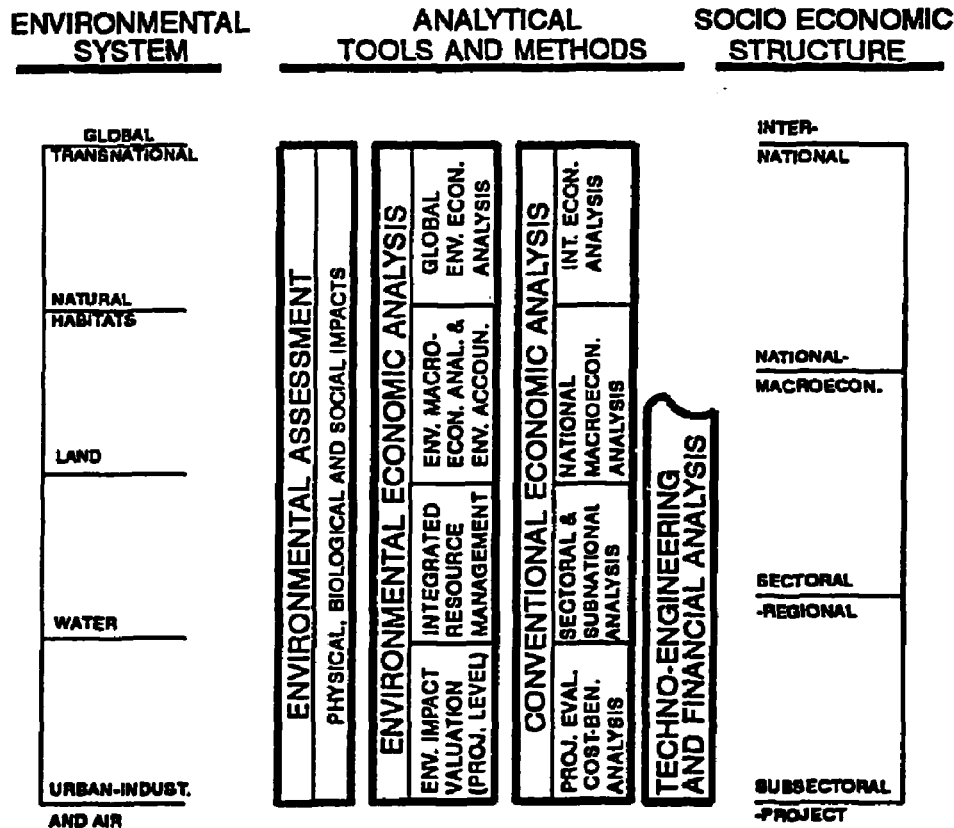 ENVIRONMENTAL
SYSTEM
ANALYTICAL
TOOLS AND METHODS
SOCIO ECONOMIC
STRUCTURE
GLOBAL
TRANSNATIONAL
NATURAL
HABITATS
LAND
WATER
URBAN-INDUST.
AND AIR
ENVIRONMENTAL ASSESSMENT
PHYSICAL, BIOLOGICAL AND SOCIAL IMPACTS
ENVIRONMENTAL ECONOMIC ANALYSIS
GLOBAL
ENV. ECON.
ANALYSIS
ENV. MACRO-
ECON. ANAL. &
ENV. ACCOUN.
INTEGRATED
RESOURCE
MANAGEMENT
ENV. IMPACT
VALUATION
(PROJ. LEVEL)
CONVENTIONAL ECONOMIC ANALYSIS
INT. ECON.
ANALYSIS
NATIONAL
MACROECON.
ANALYSIS
SECTORAL &
SUBNATIONAL
ANALYSIS
PROJ. EVAL.
COST-BEN.
ANALYSIS
TECHNO-ENGINEERING
AND FINANCIAL ANALYSIS
INTER-
NATIONAL
NATIONAL-
MACROECON.
SECTORAL
-REGIONAL
SUBSECTORAL
-PROJECT